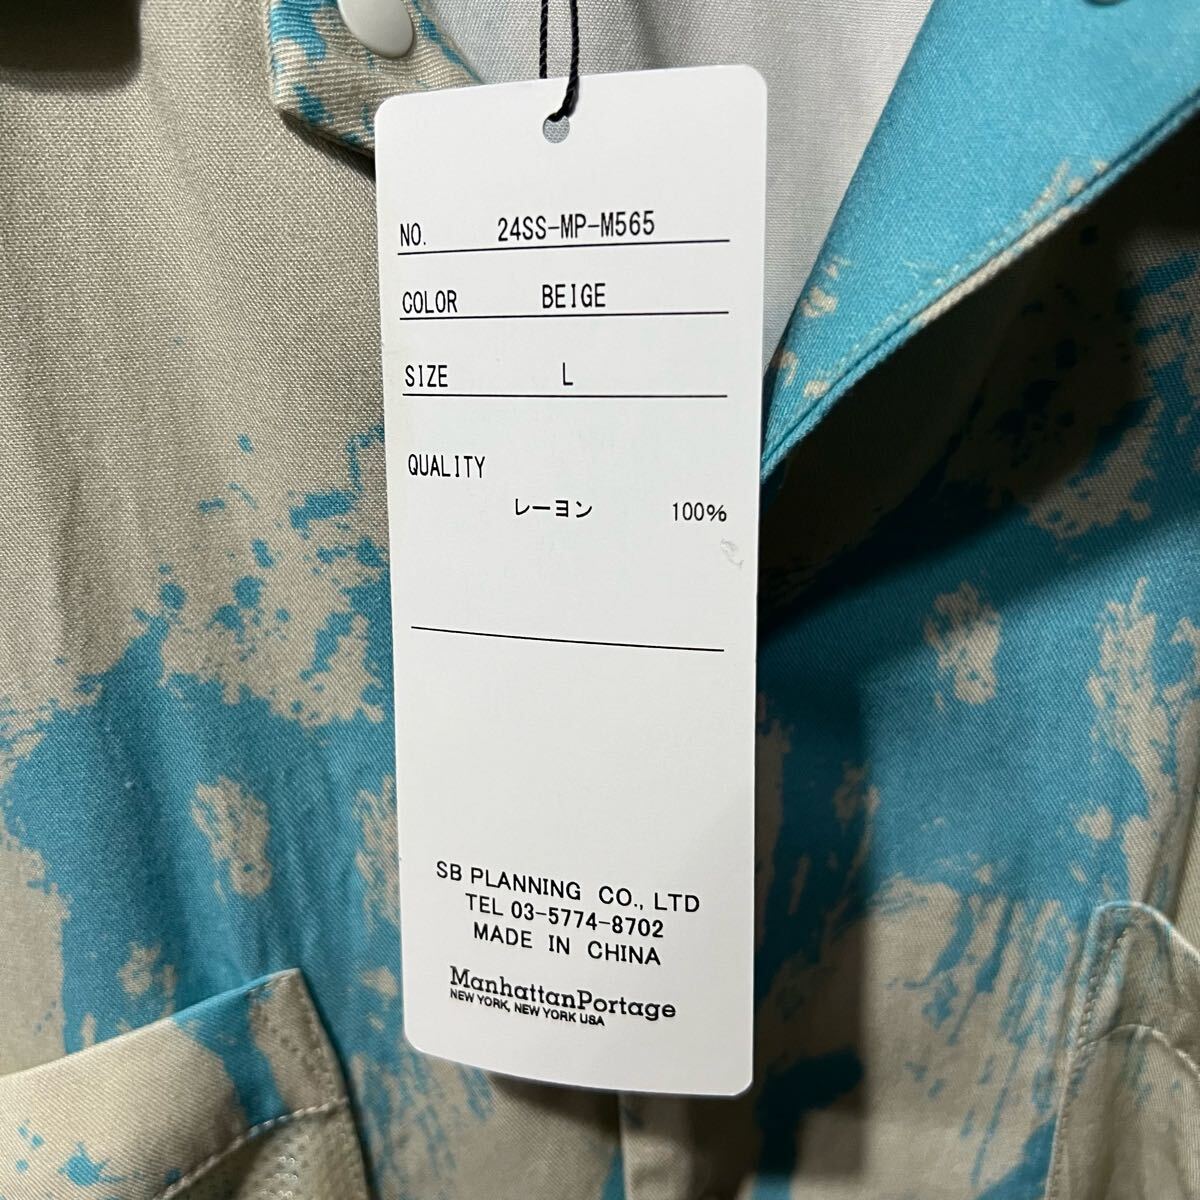 NO. 24SS-MP-M565
COLOR BEIGE
SIZE L
QUALITY
レーヨン 100%
SB PLANNING CO., LTD
TEL 03-5774-8702
MADE IN CHINA
ManhattanPortage
NEW YORK, NEW YORK USA